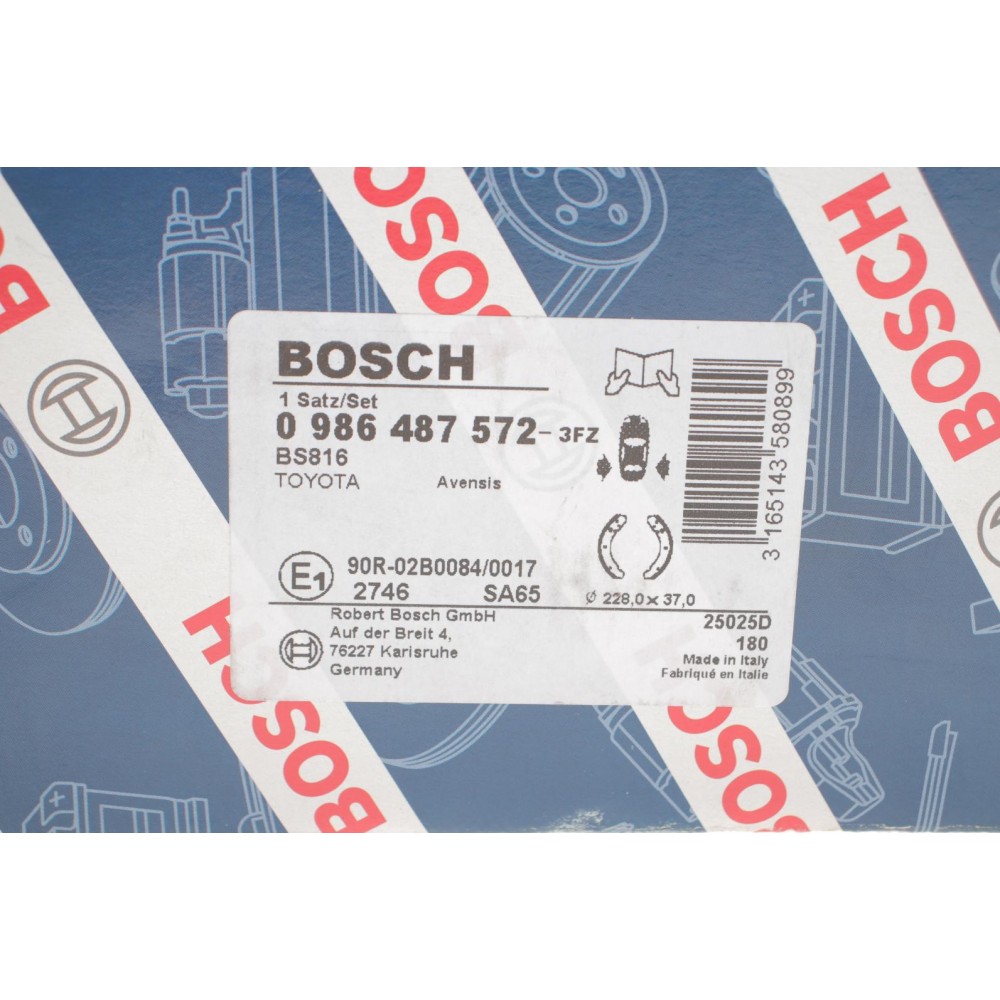 BOSCH
BOSCH
BOSCH
BOSCH
1 Satz/Set
0 986 487 572-3FZ
BS816
TOYOTA Avensis
3 165143 580899
E1
90R-02B0084/0017
2746 SA65
Ø 228,0 x 37,0
Robert Bosch GmbH
Auf der Breit 4,
76227 Karlsruhe
Germany
25025D
180
Made in Italy
Fabriqué en Italie
BOSCH
BOSCH